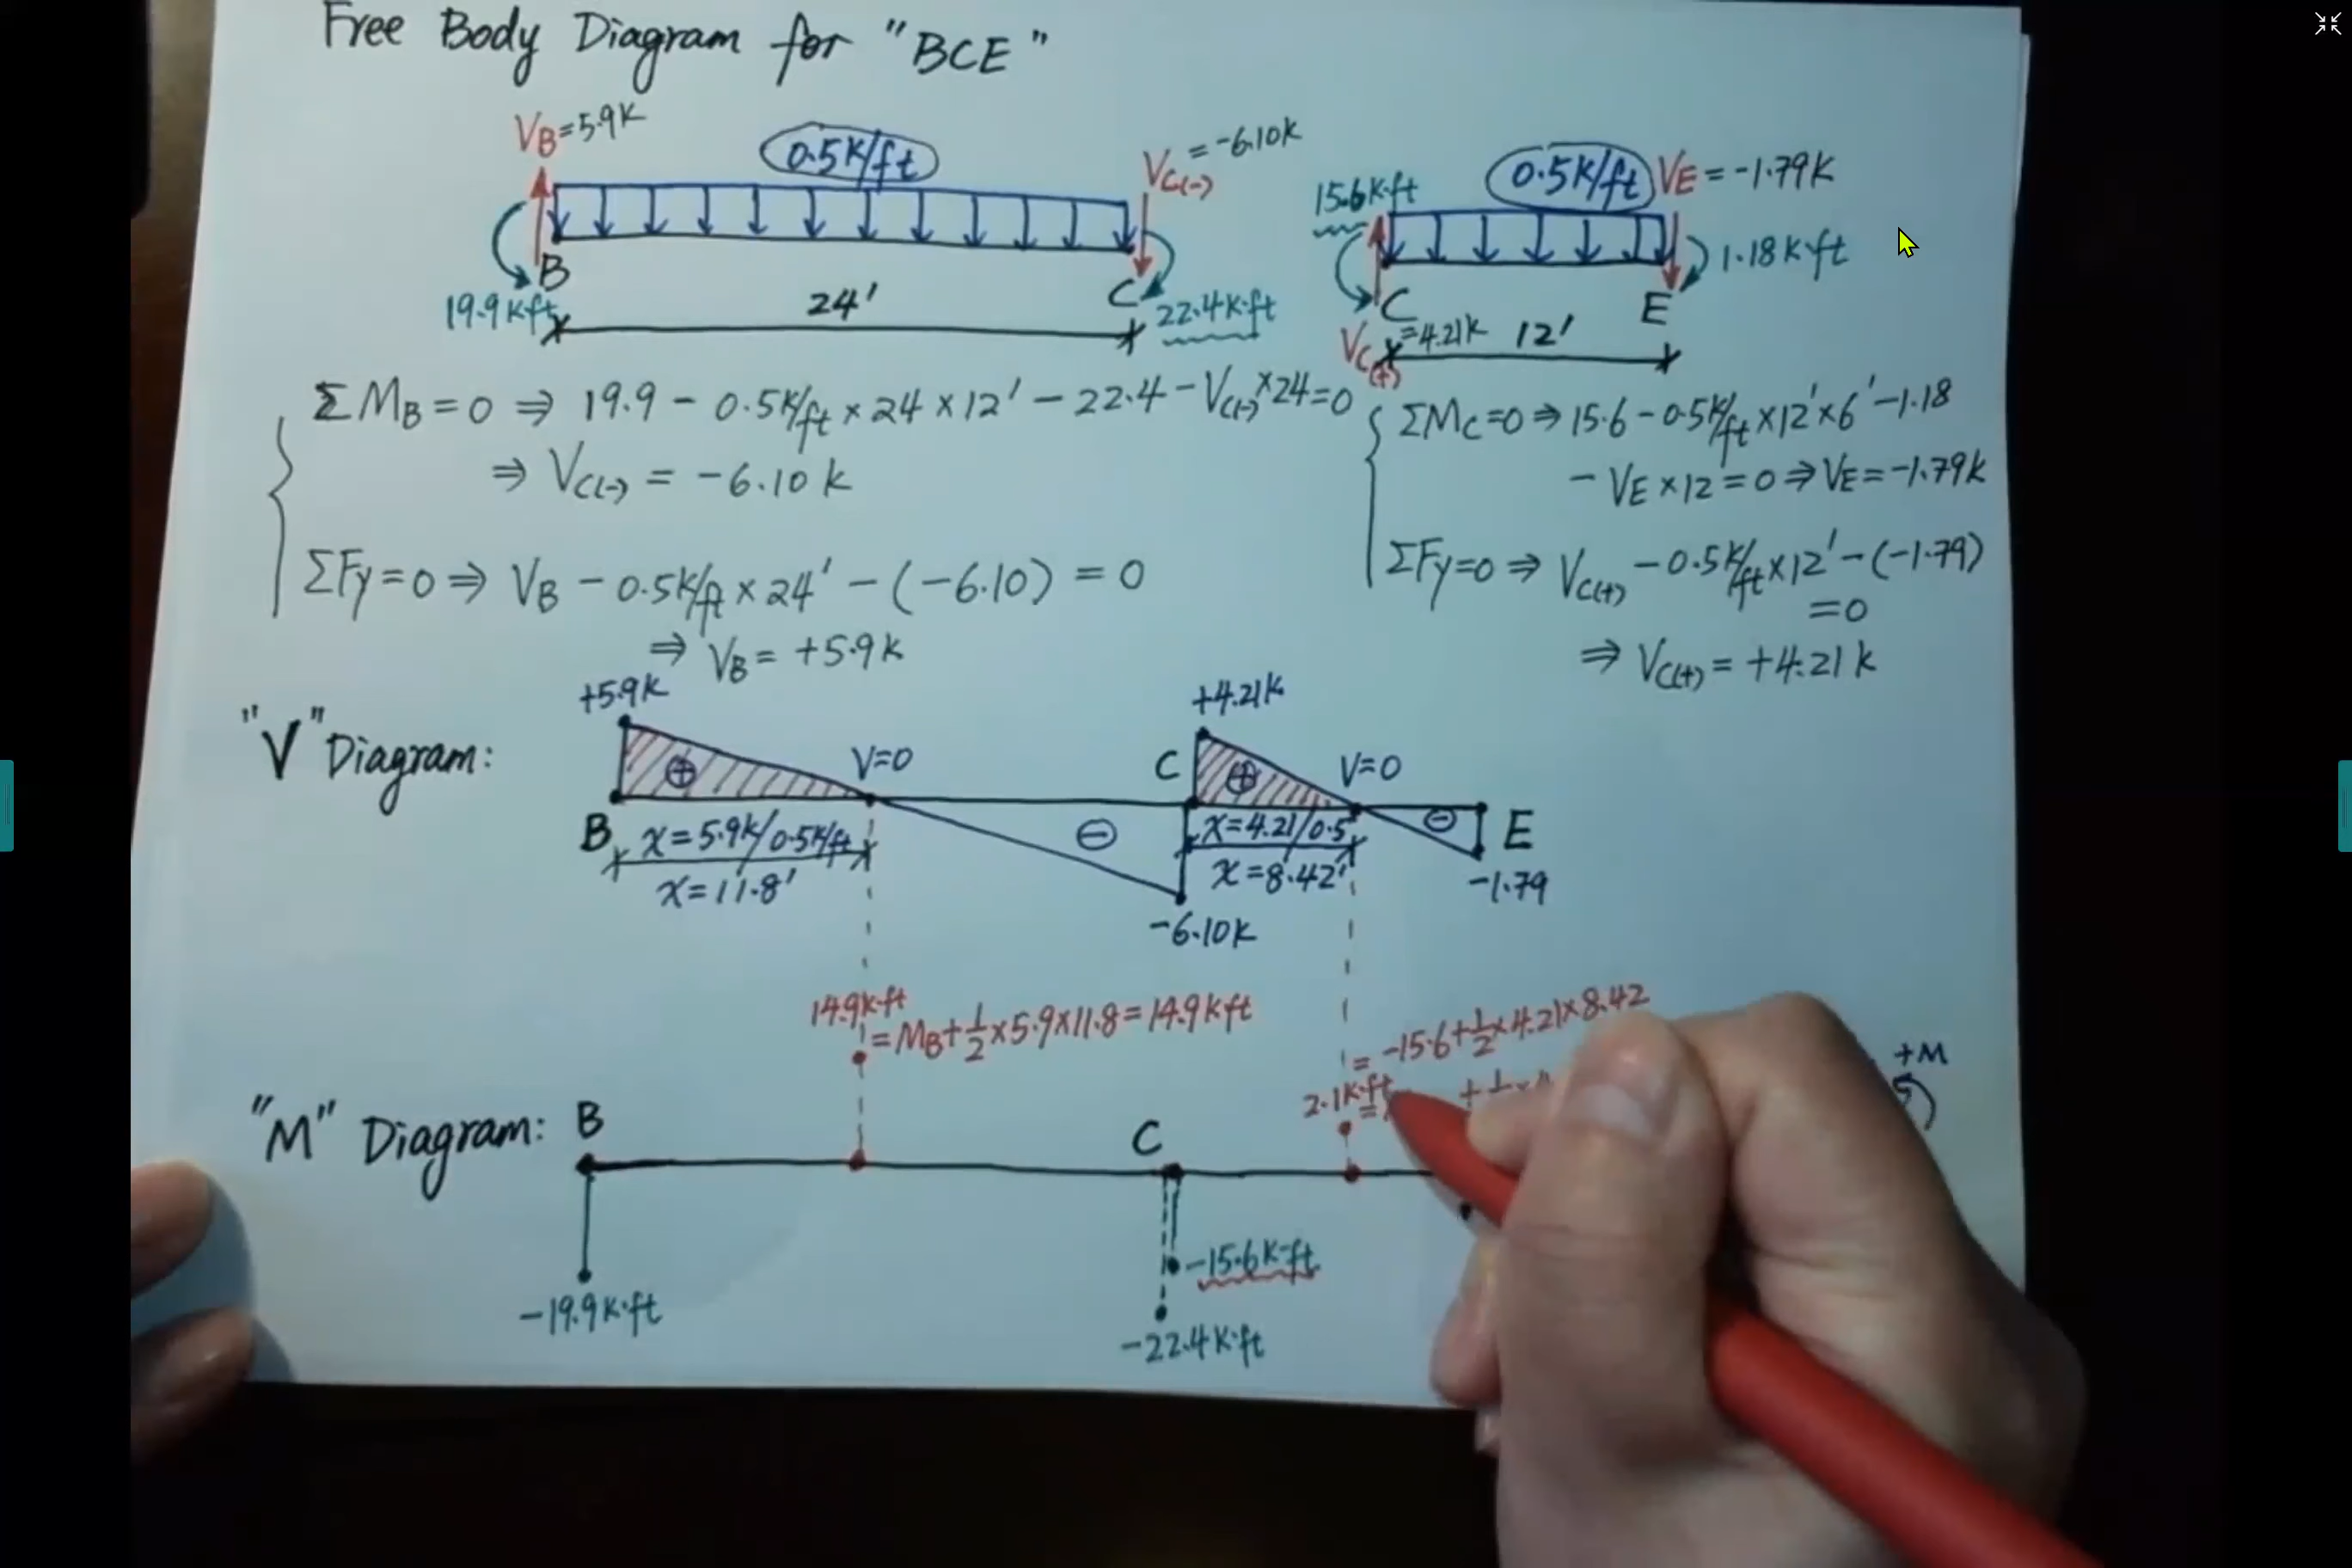 Free Body Diagram for "BCE"
VB=5.9K
0.5K/ft
VC(-) = -6.10K
0.5K/ft
VE = -1.79K
15.6K·ft
1.18K·ft
B
C
C
E
19.9K·ft
24'
22.4K·ft
VC(+) =4.21K
12'
ΣMB=0 ⇒ 19.9 - 0.5K/ft × 24 × 12' - 22.4 - VC(-) × 24=0
⇒ VC(-) = -6.10 K
ΣFy=0 ⇒ VB - 0.5K/ft × 24' - (-6.10) = 0
⇒ VB = +5.9K
ΣMC=0 ⇒ 15.6 - 0.5K/ft ×12'×6' -1.18
- VE ×12 = 0 ⇒ VE = -1.79K
ΣFy=0 ⇒ VC(+) - 0.5K/ft ×12' - (-1.79)
=0
⇒ VC(+) = +4.21 K
"V" Diagram:
+5.9K
V=0
+4.21K
C
V=0
⊕
⊖
⊕
⊖
B
E
x=5.9K/0.5K/ft
x=11.8'
x=4.21/0.5
x=8.42'
-6.10K
-1.79
14.9K·ft
= MB + 1/2 ×5.9×11.8 = 14.9K·ft
= -15.6 + 1/2 ×4.21×8.42
2.1K·ft
+M
"M" Diagram:
B
C
-15.6K·ft
-19.9K·ft
-22.4K·ft